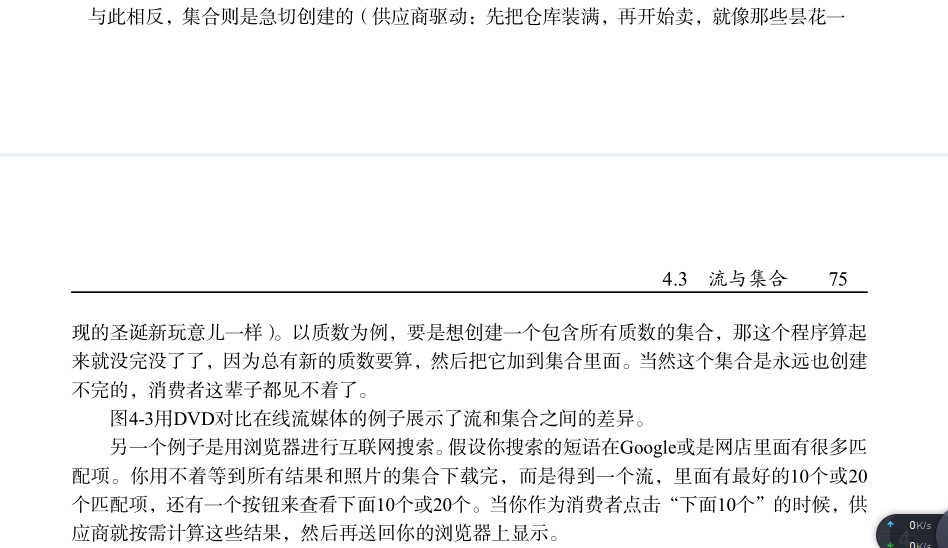 与此相反，集合则是急切创建的（供应商驱动：先把仓库装满，再开始卖，就像那些昙花一
4.3 流与集合 75
现的圣诞新玩意儿一样）。以质数为例，要是想创建一个包含所有质数的集合，那这个程序算起
来就没完没了了，因为总有新的质数要算，然后把它加到集合里面。当然这个集合是永远也创建
不完的，消费者这辈子都见不着了。
图4-3用DVD对比在线流媒体的例子展示了流和集合之间的差异。
另一个例子是用浏览器进行互联网搜索。假设你搜索的短语在Google或是网店里面有很多匹
配项。你用不着等到所有结果和照片的集合下载完，而是得到一个流，里面有最好的10个或20
个匹配项，还有一个按钮来查看下面10个或20个。当你作为消费者点击“下面10个”的时候，供
应商就按需计算这些结果，然后再送回你的浏览器上显示。
0K/s
0K/s